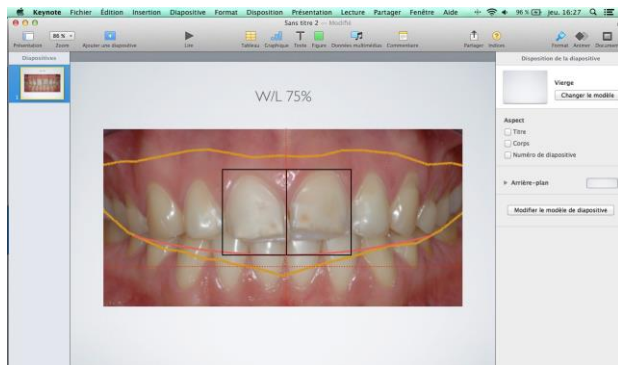 Keynote Fichier Édition Insertion Diapositive Format Disposition Présentation Lecture Partager Fenêtre Aide 96 % jeu. 16:27
Sans titre 2 — Modifié
86 %
Présentation Zoom Ajouter une diapositive Lire Tableau Graphique Texte Figure Données multimédias Commentaire Partager Indices Format Animer Document
Diapositives Disposition de la diapositive
1
W/L 75%
Vierge
Changer le modèle
Aspect
Titre
Corps
Numéro de diapositive
Arrière-plan
Modifier le modèle de diapositive